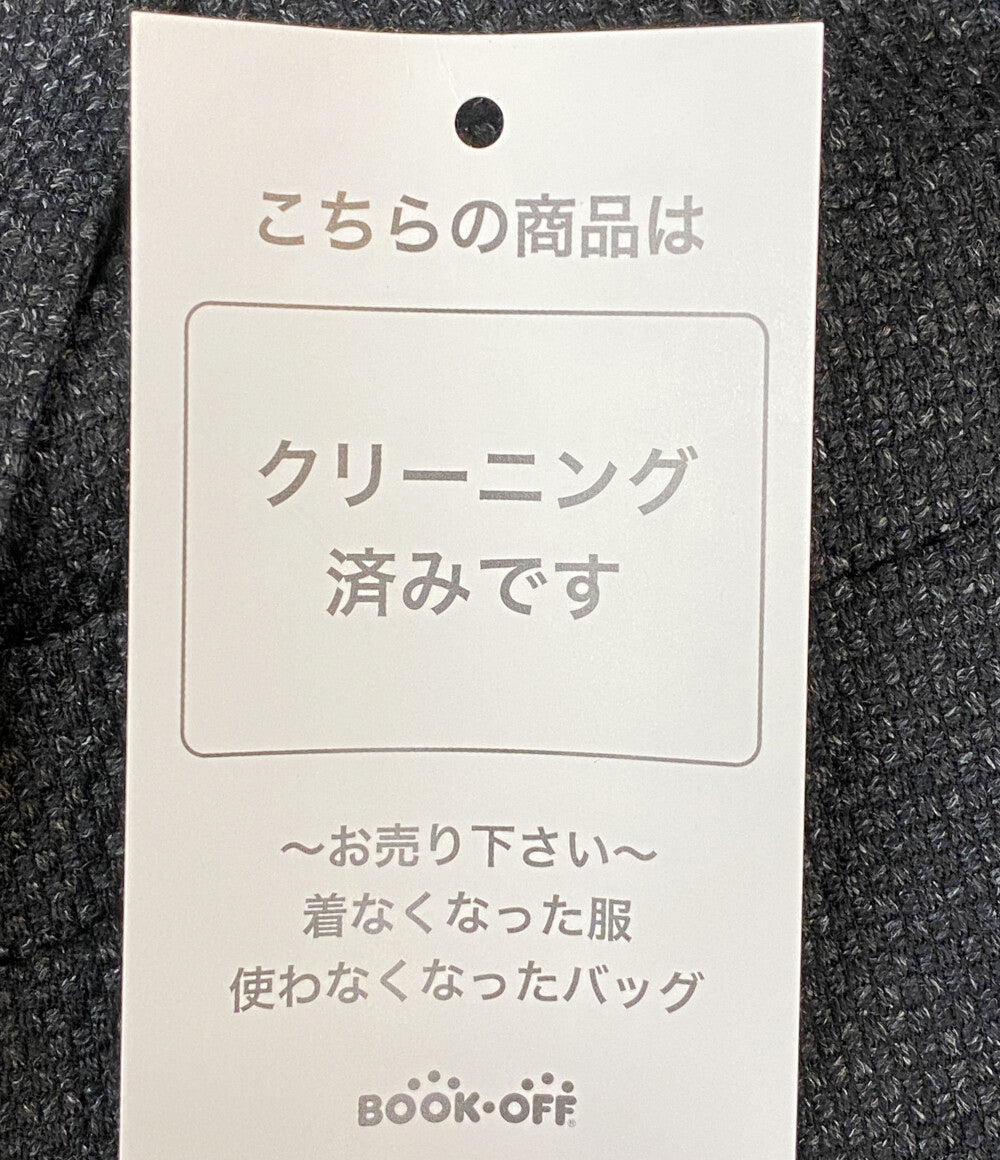 こちらの商品は
クリーニング
済みです
～お売り下さい～
着なくなった服
使わなくなったバッグ
BOOK・OFF®